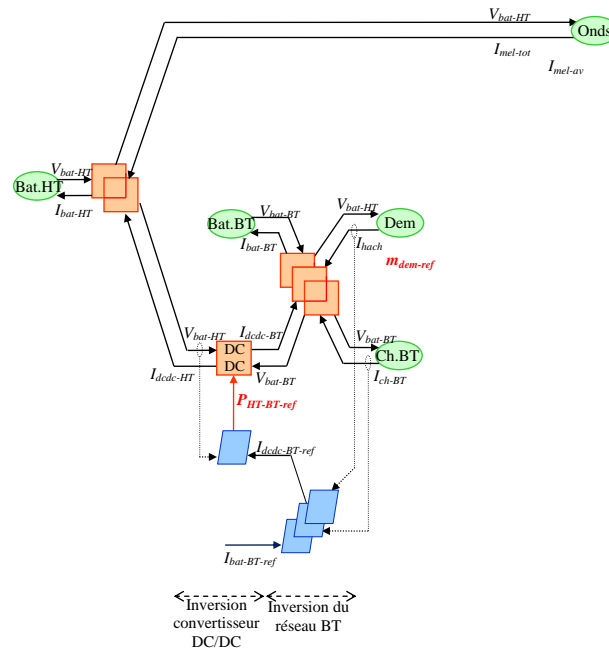 V_bat-HT
Onds
I_mel-tot
I_mel-av
V_bat-HT
Bat.HT
I_bat-HT
V_bat-HT
V_bat-BT
Bat.BT
Dem
I_bat-BT
I_hach
m_dem-ref
V_bat-HT
I_dcdc-BT
V_bat-BT
DC
DC
Ch.BT
I_dcdc-HT
V_bat-BT
I_ch-BT
P_HT-BT-ref
I_dcdc-BT-ref
I_bat-BT-ref
Inversion
convertisseur
DC/DC
Inversion du
réseau BT